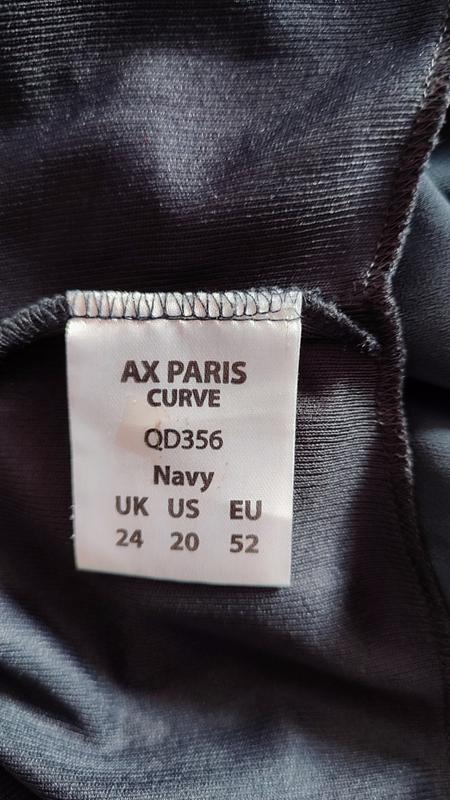 AX PARIS
CURVE
QD356
Navy
UK US EU
24 20 52